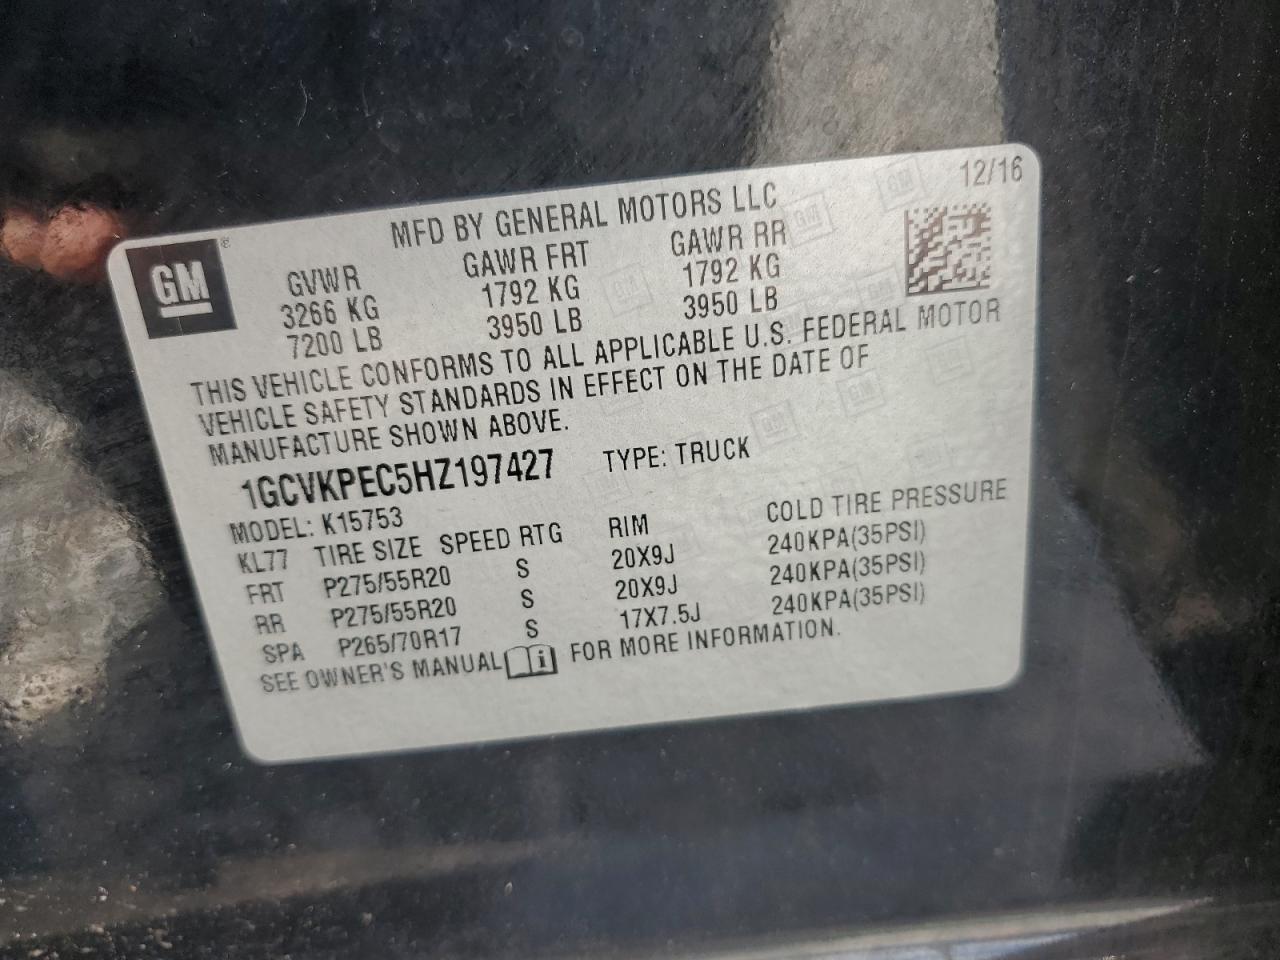 12/16
MFD BY GENERAL MOTORS LLC
GM®
GVWR GAWR FRT GAWR RR
3266 KG 1792 KG 1792 KG
7200 LB 3950 LB 3950 LB
THIS VEHICLE CONFORMS TO ALL APPLICABLE U.S. FEDERAL MOTOR
VEHICLE SAFETY STANDARDS IN EFFECT ON THE DATE OF
MANUFACTURE SHOWN ABOVE.
1GCVKPEC5HZ197427 TYPE: TRUCK
MODEL: K15753
KL77 TIRE SIZE SPEED RTG RIM COLD TIRE PRESSURE
FRT P275/55R20 S 20X9J 240KPA(35PSI)
RR P275/55R20 S 20X9J 240KPA(35PSI)
SPA P265/70R17 S 17X7.5J 240KPA(35PSI)
SEE OWNER'S MANUAL FOR MORE INFORMATION.